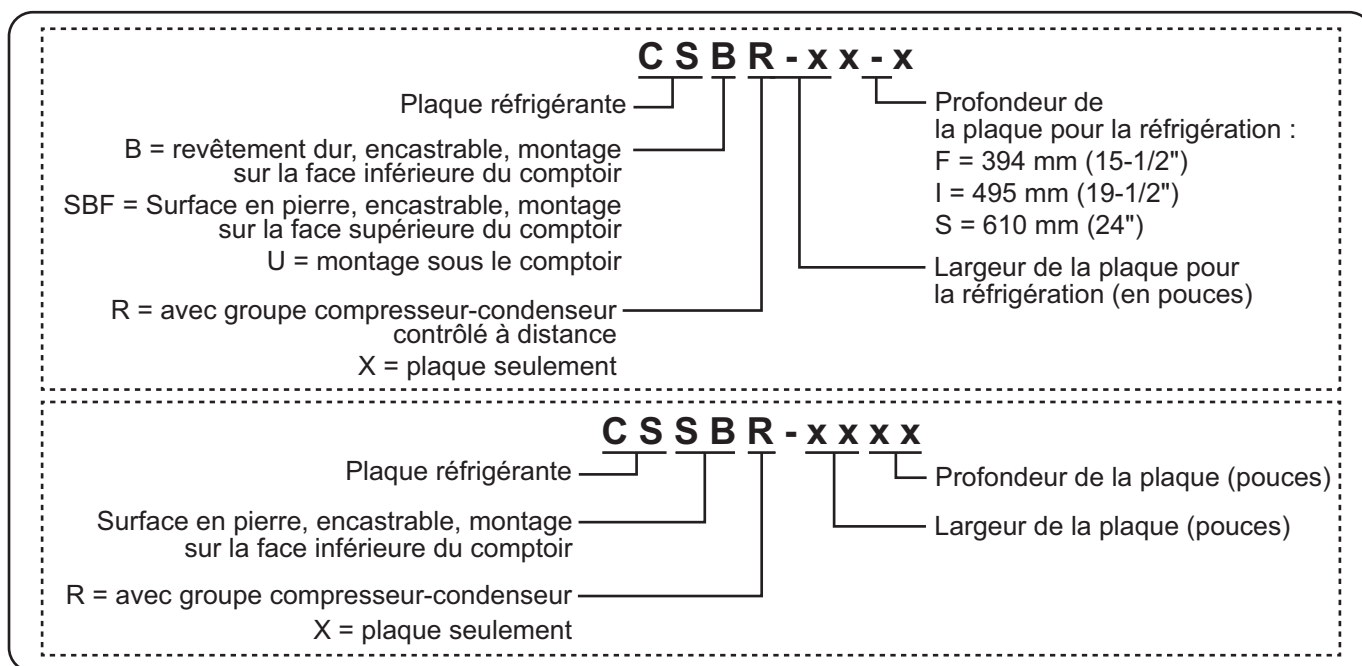 C S B R - x x - x
Plaque réfrigérante
B = revêtement dur, encastrable, montage
sur la face inférieure du comptoir
SBF = Surface en pierre, encastrable, montage
sur la face supérieure du comptoir
U = montage sous le comptoir
R = avec groupe compresseur-condenseur
contrôlé à distance
X = plaque seulement
Profondeur de
la plaque pour la réfrigération :
F = 394 mm (15-1/2")
I = 495 mm (19-1/2")
S = 610 mm (24")
Largeur de la plaque pour
la réfrigération (en pouces)
C S S B R - x x x x
Plaque réfrigérante
Surface en pierre, encastrable, montage
sur la face inférieure du comptoir
R = avec groupe compresseur-condenseur
X = plaque seulement
Profondeur de la plaque (pouces)
Largeur de la plaque (pouces)